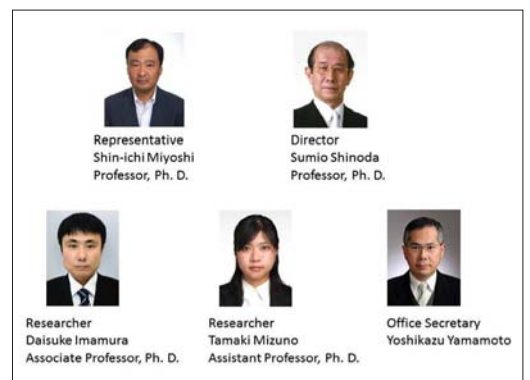 Representative
Shin-ichi Miyoshi
Professor, Ph. D.
Director
Sumio Shinoda
Professor, Ph. D.
Researcher
Daisuke Imamura
Associate Professor, Ph. D.
Researcher
Tamaki Mizuno
Assistant Professor, Ph. D.
Office Secretary
Yoshikazu Yamamoto